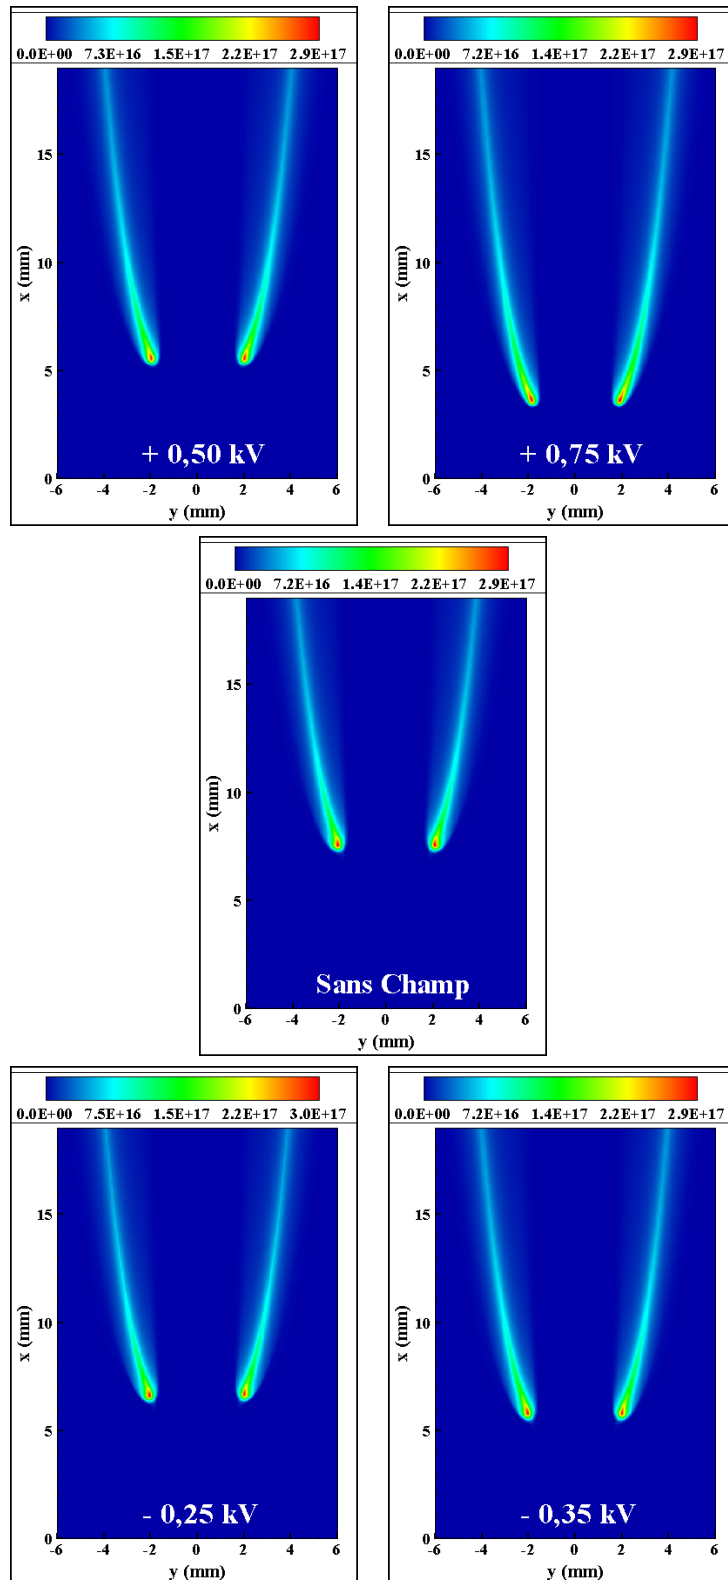 0.0E+00 7.3E+16 1.5E+17 2.2E+17 2.9E+17
15
10
5
0
x (mm)
+ 0,50 kV
-6 -4 -2 0 2 4 6
y (mm)
0.0E+00 7.2E+16 1.4E+17 2.2E+17 2.9E+17
15
10
5
0
x (mm)
+ 0,75 kV
-6 -4 -2 0 2 4 6
y (mm)
0.0E+00 7.2E+16 1.4E+17 2.2E+17 2.9E+17
15
10
5
0
x (mm)
Sans Champ
-6 -4 -2 0 2 4 6
y (mm)
0.0E+00 7.5E+16 1.5E+17 2.2E+17 3.0E+17
15
10
5
0
x (mm)
- 0,25 kV
-6 -4 -2 0 2 4 6
y (mm)
0.0E+00 7.2E+16 1.4E+17 2.2E+17 2.9E+17
15
10
5
0
x (mm)
- 0,35 kV
-6 -4 -2 0 2 4 6
y (mm)